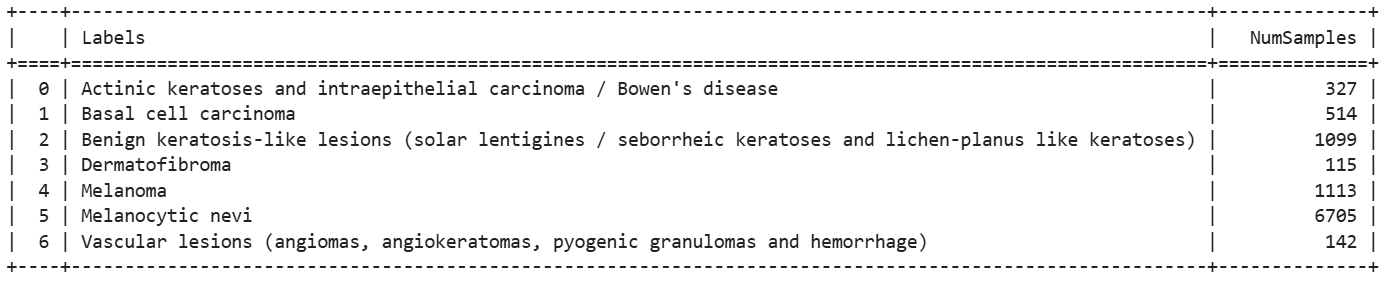 +----+----------------------------------------------------------------------------------------------------------+--------------+
|    | Labels                                                                                                   |   NumSamples |
+====+==========================================================================================================+==============+
|  0 | Actinic keratoses and intraepithelial carcinoma / Bowen's disease                                        |          327 |
|  1 | Basal cell carcinoma                                                                                     |          514 |
|  2 | Benign keratosis-like lesions (solar lentigines / seborrheic keratoses and lichen-planus like keratoses) |         1099 |
|  3 | Dermatofibroma                                                                                           |          115 |
|  4 | Melanoma                                                                                                 |         1113 |
|  5 | Melanocytic nevi                                                                                         |         6705 |
|  6 | Vascular lesions (angiomas, angiokeratomas, pyogenic granulomas and hemorrhage)                          |          142 |
+----+----------------------------------------------------------------------------------------------------------+--------------+